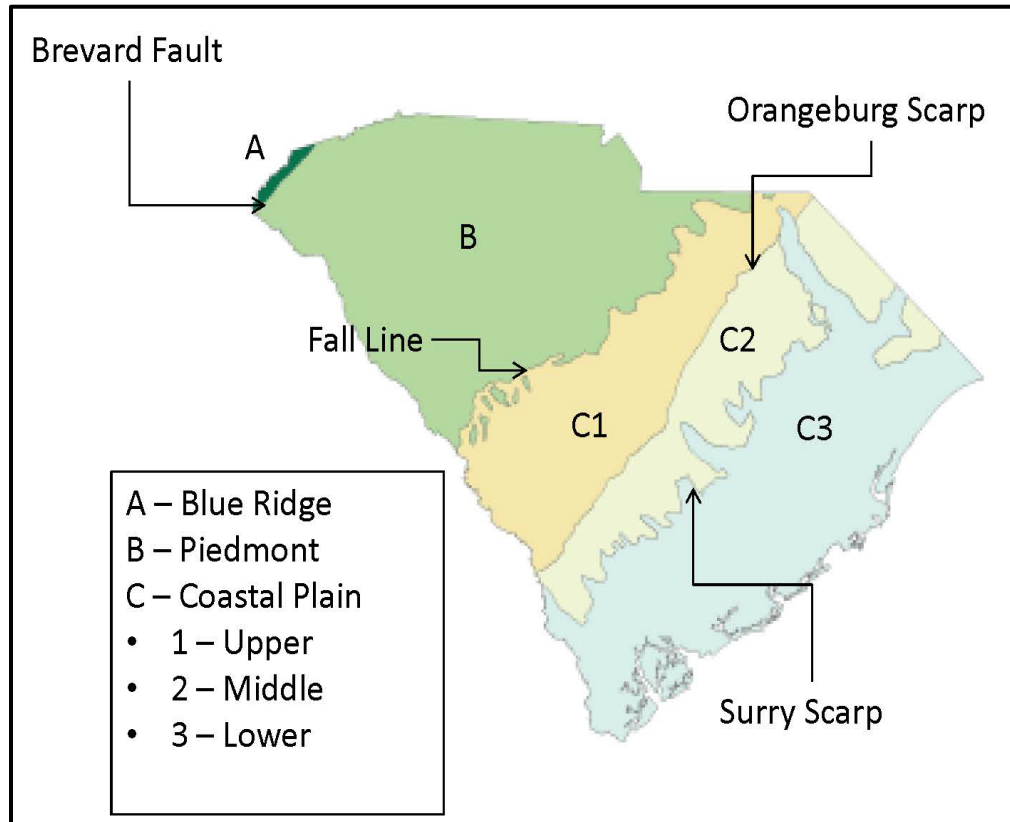 Brevard Fault
Orangeburg Scarp
A
B
Fall Line
C2
C1
C3
A – Blue Ridge
B – Piedmont
C – Coastal Plain
• 1 – Upper
• 2 – Middle
• 3 – Lower
Surry Scarp